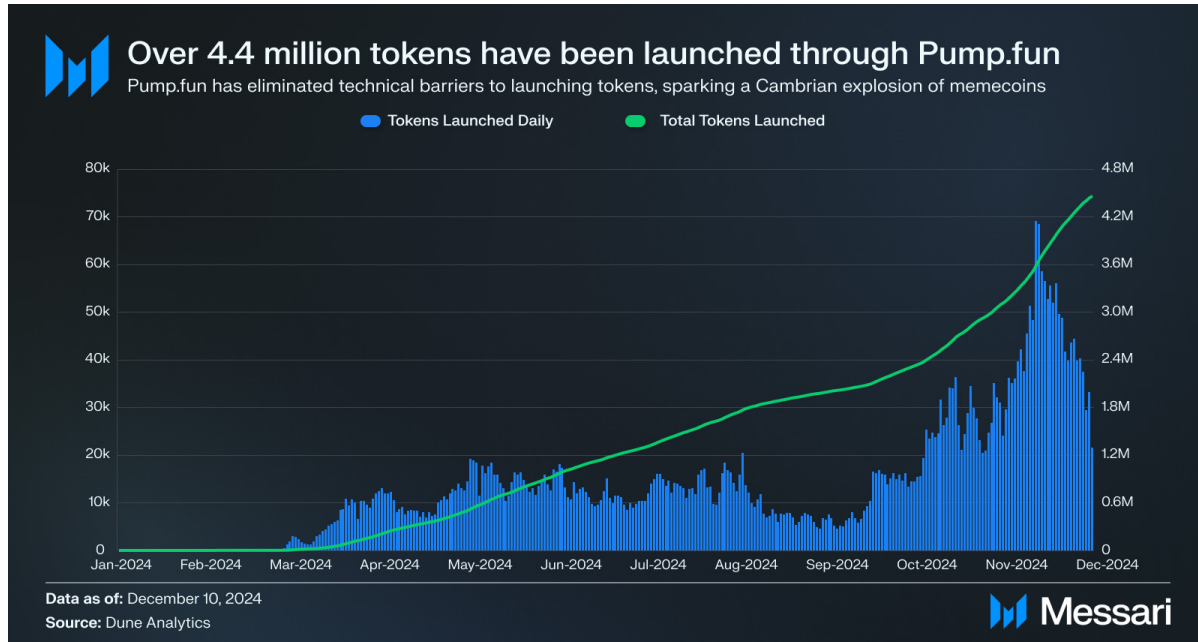 Over 4.4 million tokens have been launched through Pump.fun
Pump.fun has eliminated technical barriers to launching tokens, sparking a Cambrian explosion of memecoins
Tokens Launched Daily
Total Tokens Launched
80k
70k
60k
50k
40k
30k
20k
10k
0
4.8M
4.2M
3.6M
3.0M
2.4M
1.8M
1.2M
0.6M
0
Jan-2024 Feb-2024 Mar-2024 Apr-2024 May-2024 Jun-2024 Jul-2024 Aug-2024 Sep-2024 Oct-2024 Nov-2024 Dec-2024
Data as of: December 10, 2024
Source: Dune Analytics
Messari